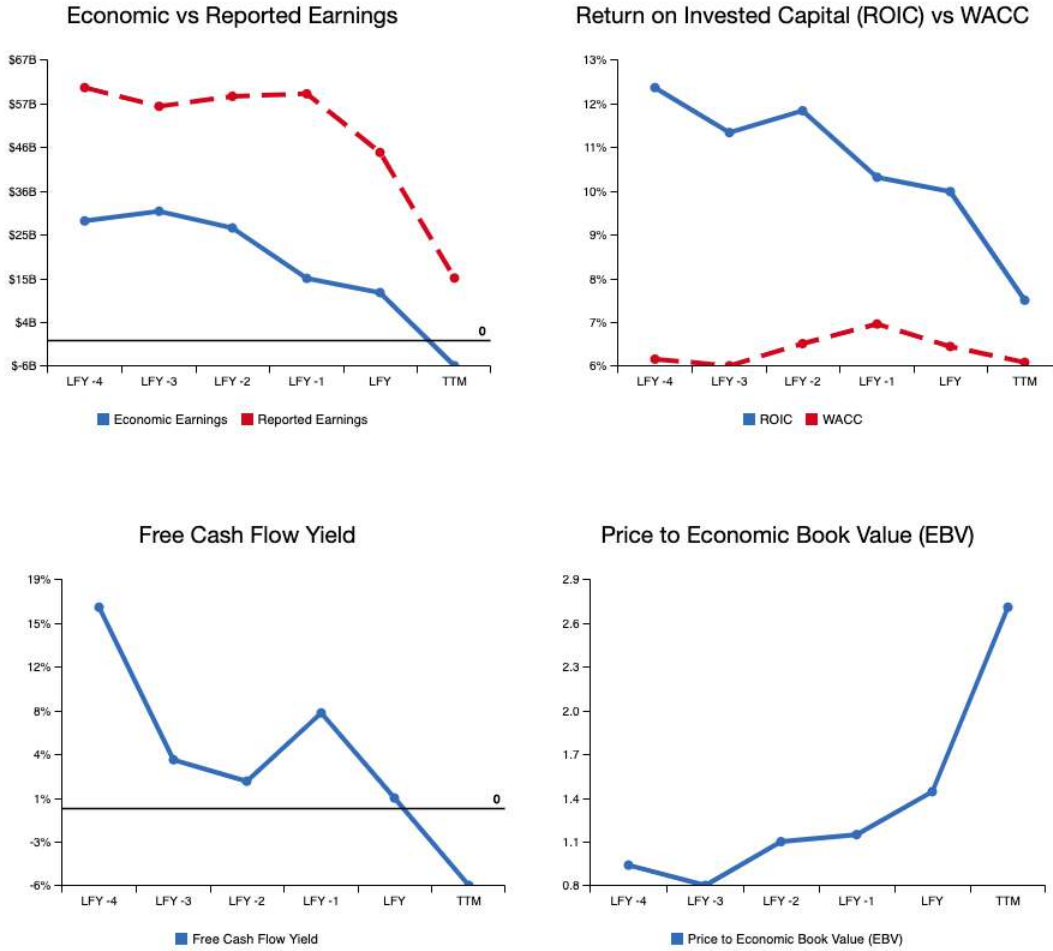 Economic vs Reported Earnings
$67B
$57B
$46B
$36B
$25B
$15B
$4B
$-6B
0
LFY -4 LFY -3 LFY -2 LFY -1 LFY TTM
Economic Earnings Reported Earnings
Return on Invested Capital (ROIC) vs WACC
13%
12%
11%
10%
9%
8%
7%
6%
LFY -4 LFY -3 LFY -2 LFY -1 LFY TTM
ROIC WACC
Free Cash Flow Yield
19%
15%
12%
8%
4%
1%
-3%
-6%
0
LFY -4 LFY -3 LFY -2 LFY -1 LFY TTM
Free Cash Flow Yield
Price to Economic Book Value (EBV)
2.9
2.6
2.3
2.0
1.7
1.4
1.1
0.8
LFY -4 LFY -3 LFY -2 LFY -1 LFY TTM
Price to Economic Book Value (EBV)